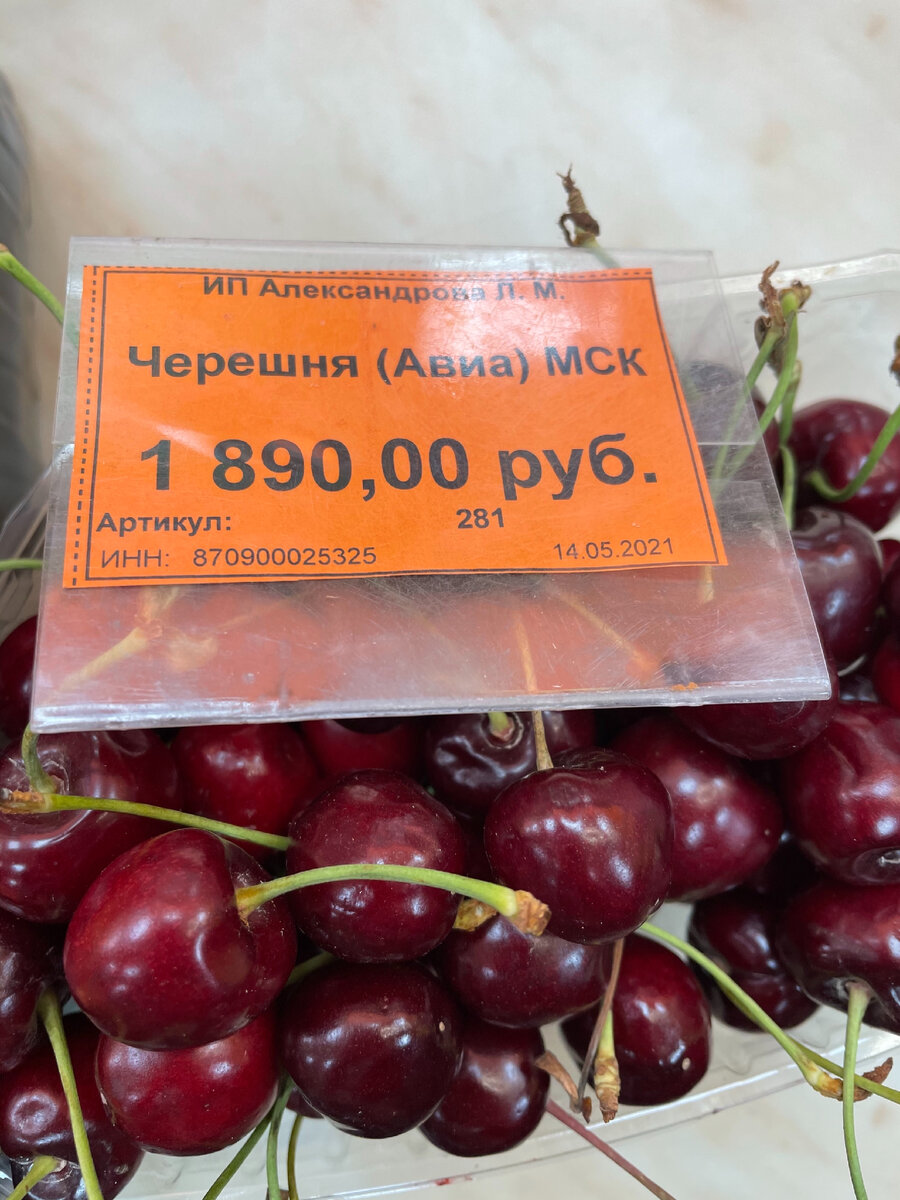 ИП Александрова Л. М.
Черешня (Авиа) МСК
1 890,00 руб.
Артикул: 281
ИНН: 870900025325 14.05.2021